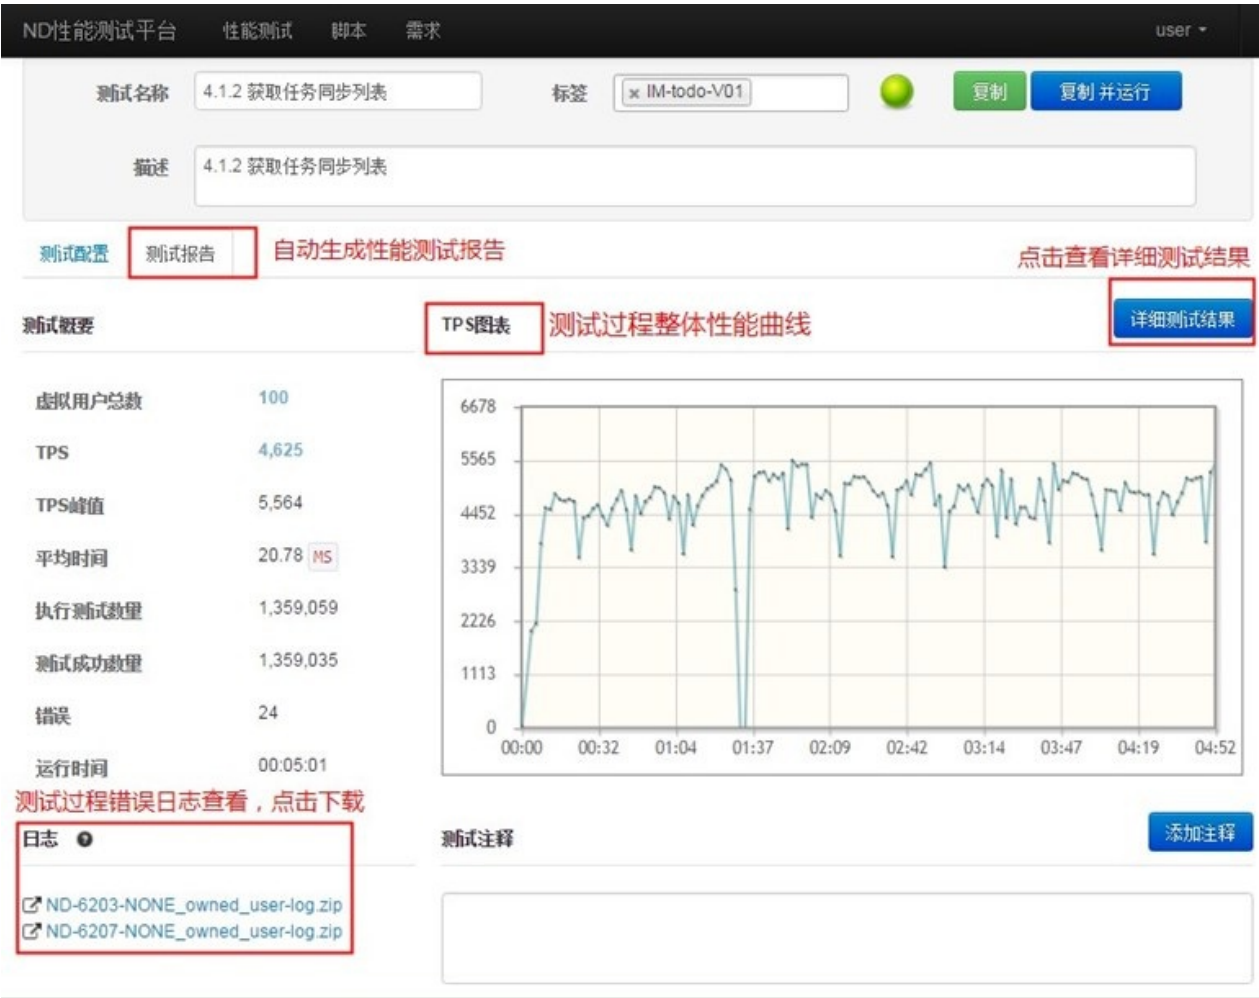 ND性能测试平台 性能测试 脚本 需求 user
测试名称 4.1.2 获取任务同步列表 标签 × IM-todo-V01 复制 复制并运行
描述 4.1.2 获取任务同步列表
测试配置 测试报告 自动生成性能测试报告
点击查看详细测试结果
测试概要 TPS图表 测试过程整体性能曲线 详细测试结果
虚拟用户总数 100
TPS 4,625
TPS峰值 5,564
平均时间 20.78 MS
执行测试数量 1,359,059
测试成功数量 1,359,035
错误 24
运行时间 00:05:01
6678
5565
4452
3339
2226
1113
0
00:00 00:32 01:04 01:37 02:09 02:42 03:14 03:47 04:19 04:52
测试过程错误日志查看，点击下载
日志 ?
测试注释 添加注释
ND-6203-NONE_owned_user-log.zip
ND-6207-NONE_owned_user-log.zip